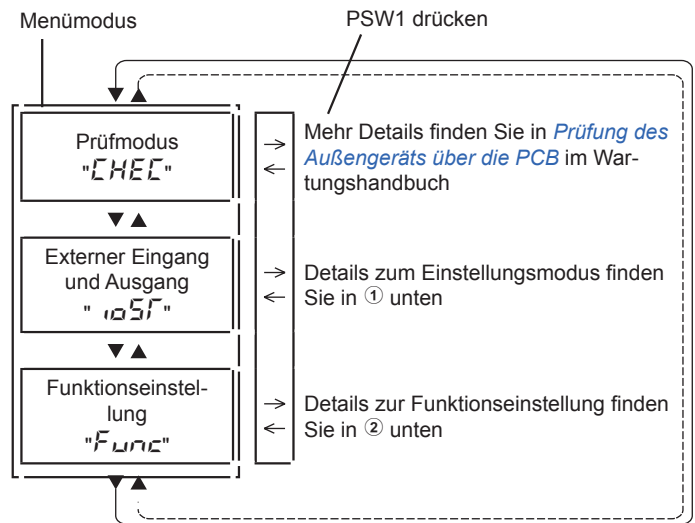 Menümodus
PSW1 drücken
Prüfmodus
"CHEC"
Mehr Details finden Sie in Prüfung des
Außengeräts über die PCB im War-
tungshandbuch
Externer Eingang
und Ausgang
" ioST"
Details zum Einstellungsmodus finden
Sie in ① unten
Funktionseinstel-
lung
"Func"
Details zur Funktionseinstellung finden
Sie in ② unten